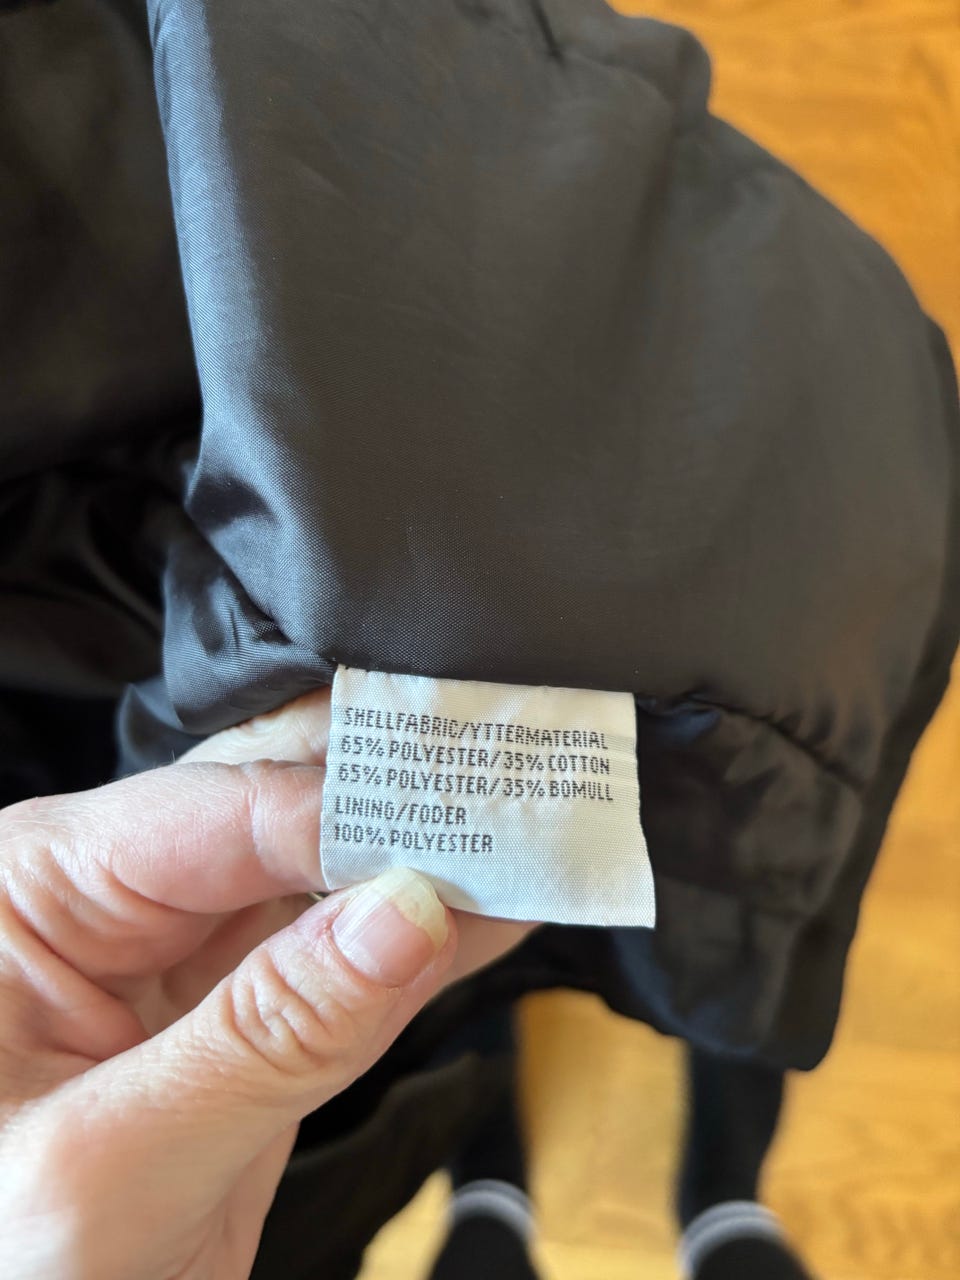 SHELLFABRIC/YTTERMATERIAL
65% POLYESTER/35% COTTON
65% POLYESTER/35% BOMULL
LINING/FODER
100% POLYESTER